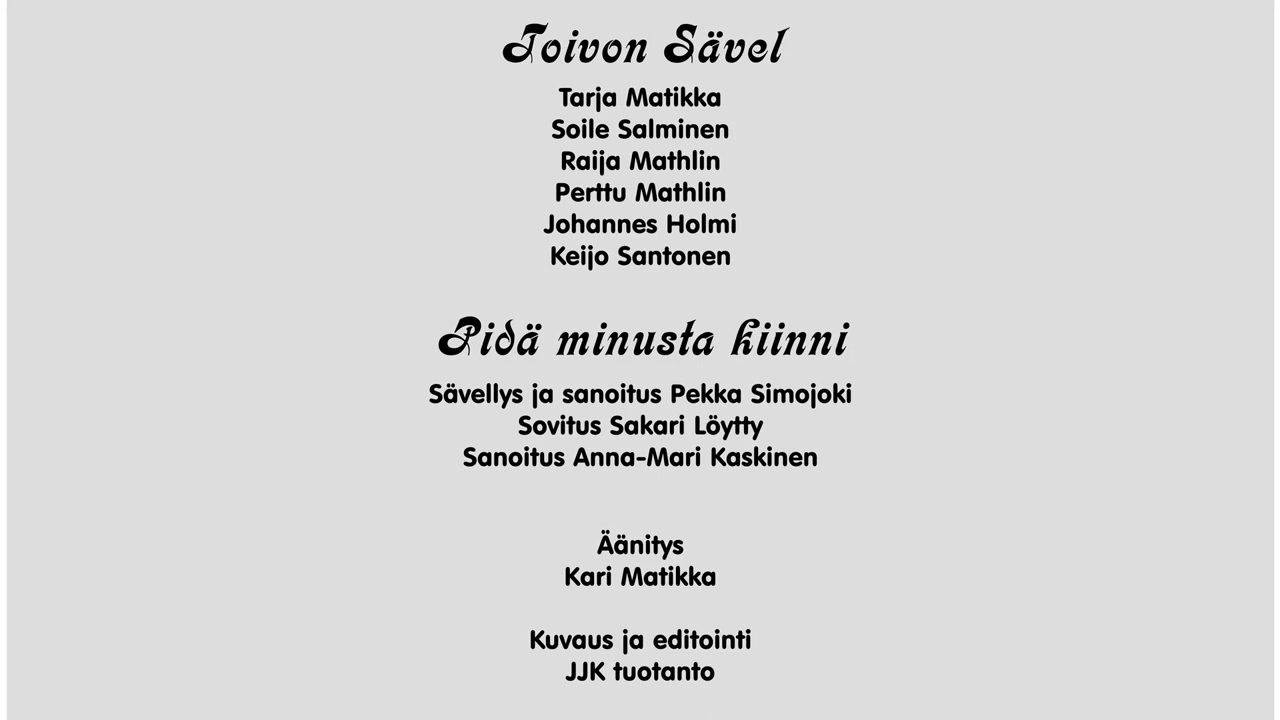 Toivon Sävel
Tarja Matikka
Soile Salminen
Raija Mathlin
Perttu Mathlin
Johannes Holmi
Keijo Santonen
Pidä minusta kiinni
Sävellys ja sanoitus Pekka Simojoki
Sovitus Sakari Löytty
Sanoitus Anna-Mari Kaskinen
Äänitys
Kari Matikka
Kuvaus ja editointi
JJK tuotanto